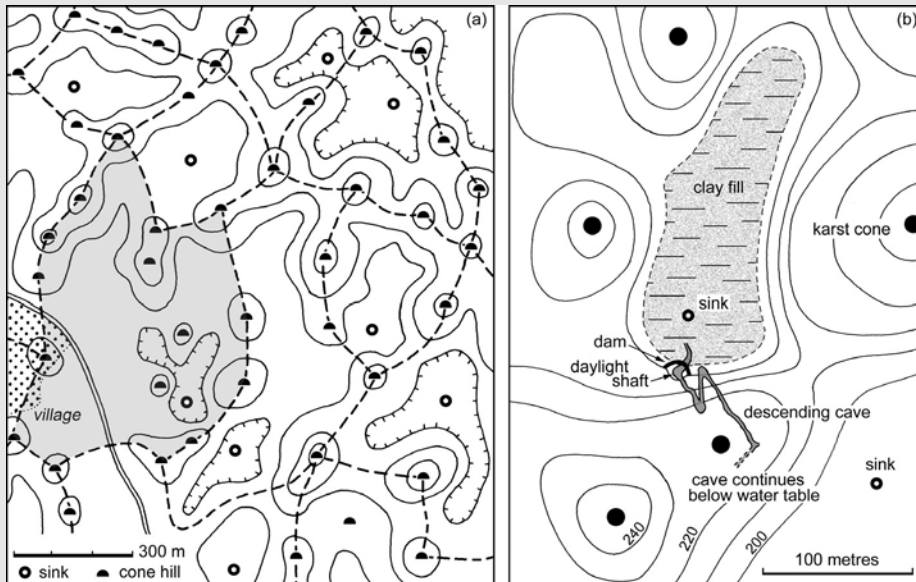 (a)
village
300 m
sink
cone hill
(b)
clay fill
karst cone
sink
dam
daylight
shaft
descending cave
cave continues
below water table
sink
240
220
200
100 metres